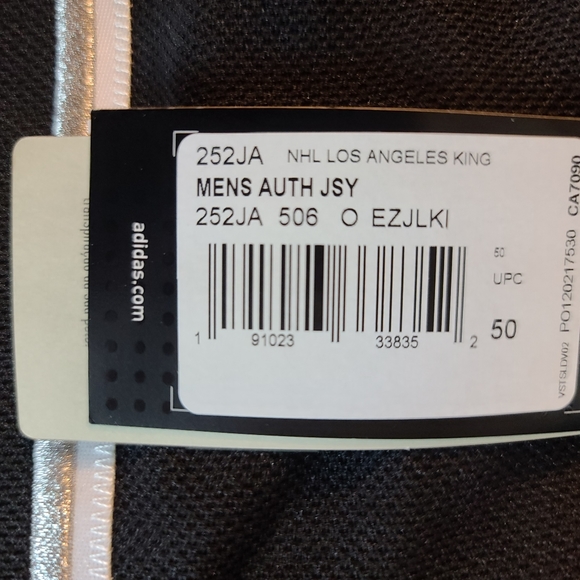 252JA NHL LOS ANGELES KING
MENS AUTH JSY
252JA 506 O EZJLKI
50
UPC
50
1 91023 33835 2
VSTSLDV02 PO120217530 CA7090
adidas.com